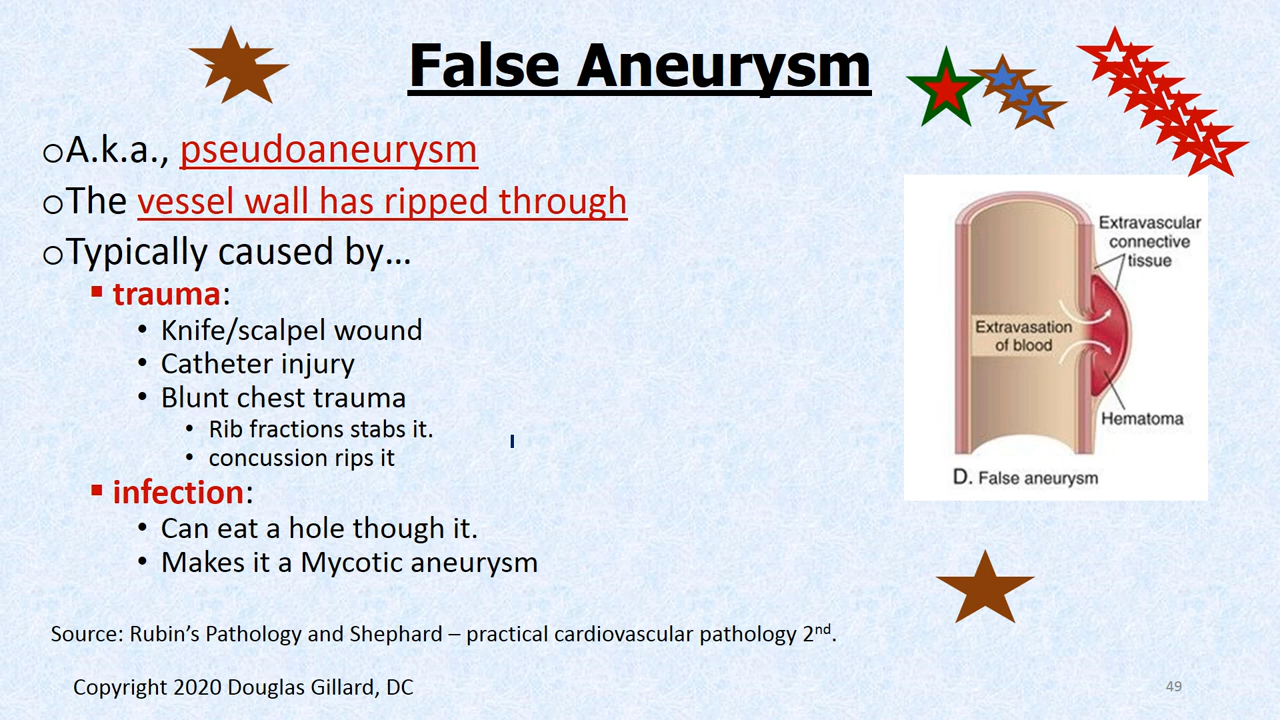 False Aneurysm
A.k.a., pseudoaneurysm
The vessel wall has ripped through
Typically caused by…
trauma:
Knife/scalpel wound
Catheter injury
Blunt chest trauma
Rib fractions stabs it.
concussion rips it
infection:
Can eat a hole though it.
Makes it a Mycotic aneurysm
Extravascular
connective
tissue
Extravasation
of blood
Hematoma
D. False aneurysm
Source: Rubin’s Pathology and Shephard – practical cardiovascular pathology 2nd.
Copyright 2020 Douglas Gillard, DC
49